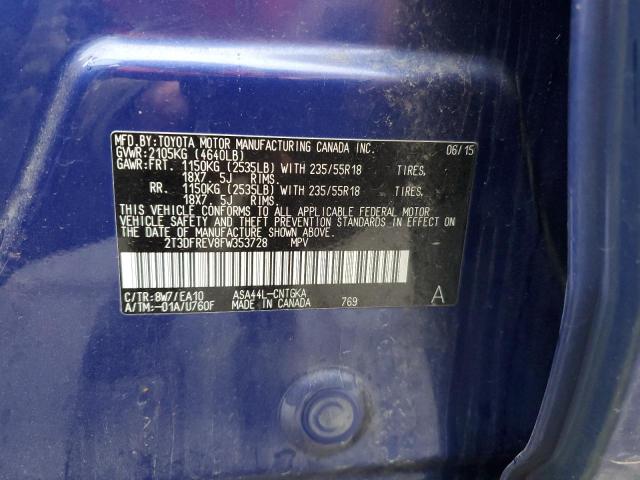 MFD. BY: TOYOTA MOTOR MANUFACTURING CANADA INC. 06/15
GVWR: 2105KG (4640LB)
GAWR: FRT. 1150KG (2535LB) WITH 235/55R18 TIRES,
18X7. 5J RIMS.
RR. 1150KG (2535LB) WITH 235/55R18 TIRES,
18X7. 5J RIMS.
THIS VEHICLE CONFORMS TO ALL APPLICABLE FEDERAL MOTOR
VEHICLE SAFETY AND THEFT PREVENTION STANDARDS IN EFFECT ON
THE DATE OF MANUFACTURE SHOWN ABOVE.
2T3DFREV8FW353728 MPV
C/TR: 8W7/EA10 ASA44L-CNTGKA
A/TM: -01A/U760F MADE IN CANADA 769 A